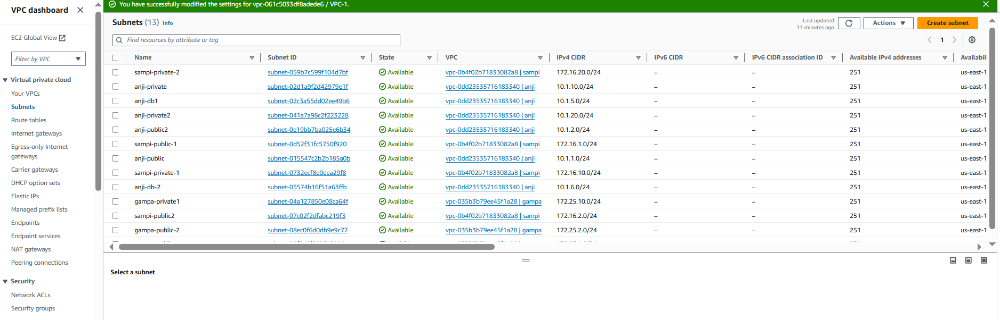 VPC dashboard
EC2 Global View
Filter by VPC
Virtual private cloud
Your VPCs
Subnets
Route tables
Internet gateways
Egress-only Internet
gateways
Carrier gateways
DHCP option sets
Elastic IPs
Managed prefix lists
Endpoints
Endpoint services
NAT gateways
Peering connections
Security
Network ACLs
Security groups
You have successfully modified the settings for vpc-061c5033df8adede6 / VPC-1.
Subnets (13) Info
Last updated
11 minutes ago
Actions
Create subnet
Find resources by attribute or tag
1
Name Subnet ID State VPC IPv4 CIDR IPv6 CIDR IPv6 CIDR association ID Available IPv4 addresses Availabili
sampi-private-2 subnet-059b7c599f104d7bf Available vpc-0b4f02b71833082a8 | sampi 172.16.20.0/24 – – 251 us-east-1
anji-private subnet-02d1a9f2d42979e1f Available vpc-0dd23535716183340 | anji 10.1.10.0/24 – – 251 us-east-1
anji-db1 subnet-02c3a55dd02ee49b6 Available vpc-0dd23535716183340 | anji 10.1.5.0/24 – – 251 us-east-1
anji-private2 subnet-041a7a98c2f223228 Available vpc-0dd23535716183340 | anji 10.1.20.0/24 – – 251 us-east-1
anji-public2 subnet-0e19bb7ba025e6b34 Available vpc-0dd23535716183340 | anji 10.1.2.0/24 – – 251 us-east-1
sampi-public-1 subnet-0d52f31fc5750f920 Available vpc-0b4f02b71833082a8 | sampi 172.16.1.0/24 – – 251 us-east-1
anji-public subnet-015547c2b2b185a0b Available vpc-0dd23535716183340 | anji 10.1.1.0/24 – – 251 us-east-1
sampi-private-1 subnet-0732ecf8e0eea29f8 Available vpc-0b4f02b71833082a8 | sampi 172.16.10.0/24 – – 251 us-east-1
anji-db-2 subnet-05574b16f51a63ffb Available vpc-0dd23535716183340 | anji 10.1.6.0/24 – – 251 us-east-1
gampa-private1 subnet-04a127850e08ca64f Available vpc-035b3b79ee45f1a28 | gampa 172.25.10.0/24 – – 251 us-east-1
sampi-public2 subnet-07c02f2dfabc219f3 Available vpc-0b4f02b71833082a8 | sampi 172.16.2.0/24 – – 251 us-east-1
gampa-public-2 subnet-08ec0f6d0db9e9c77 Available vpc-035b3b79ee45f1a28 | gampa 172.25.2.0/24 – – 251 us-east-1
Select a subnet